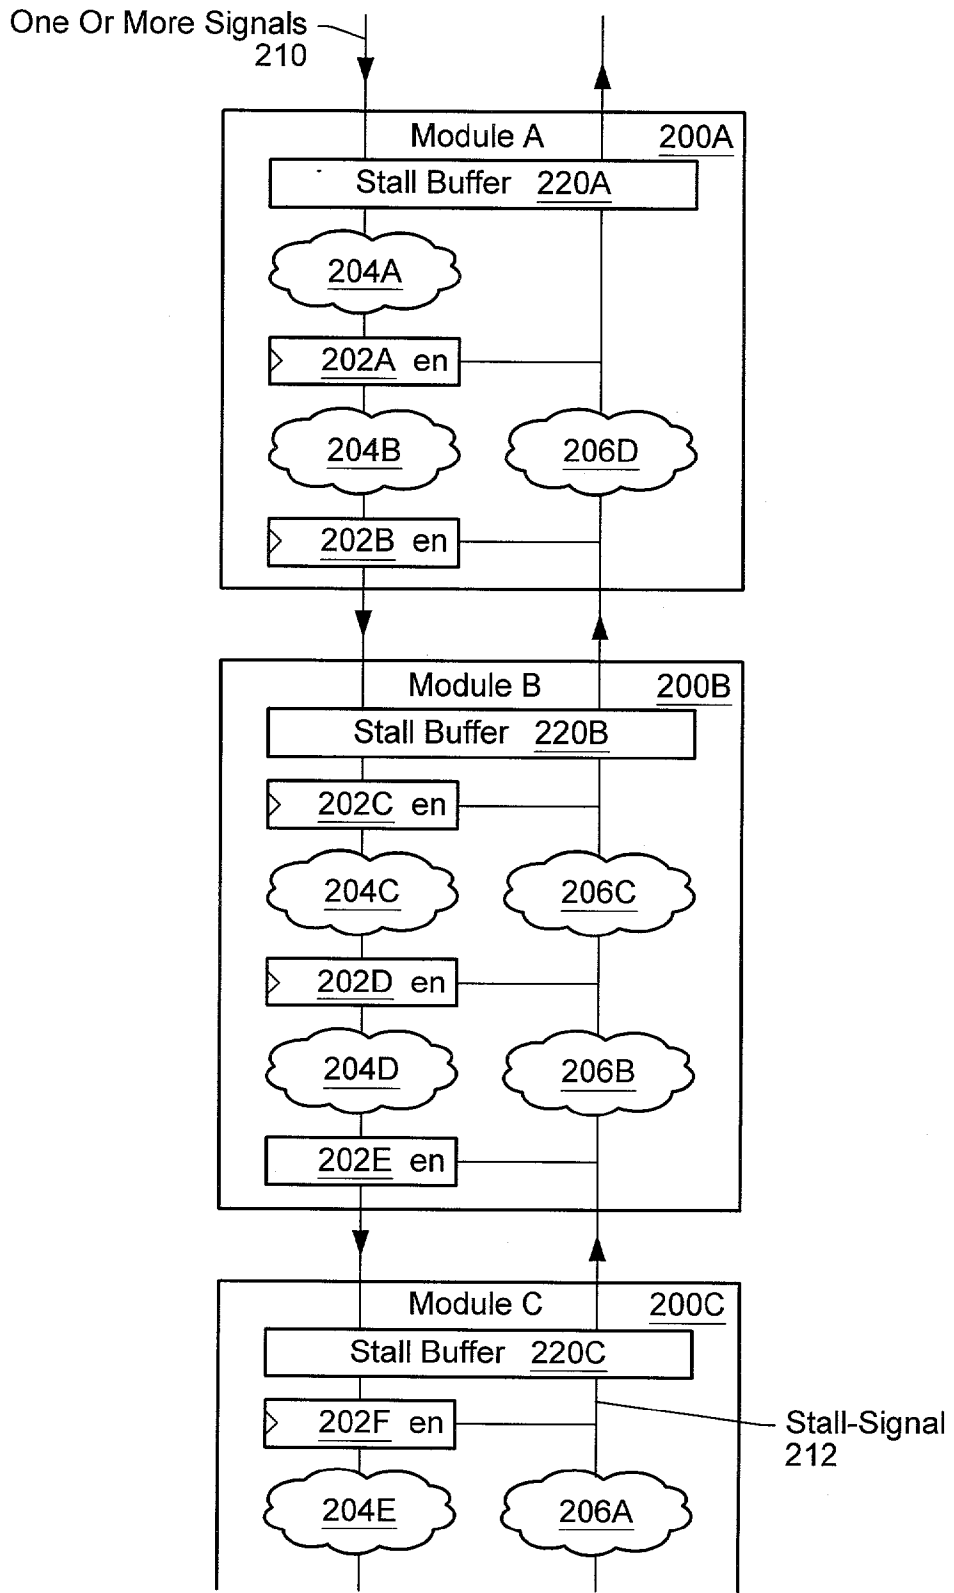 One Or More Signals
210
Module A 200A
Stall Buffer 220A
204A
202A en
204B 206D
202B en
Module B 200B
Stall Buffer 220B
202C en
204C 206C
202D en
204D 206B
202E en
Module C 200C
Stall Buffer 220C
202F en
Stall-Signal
212
204E 206A